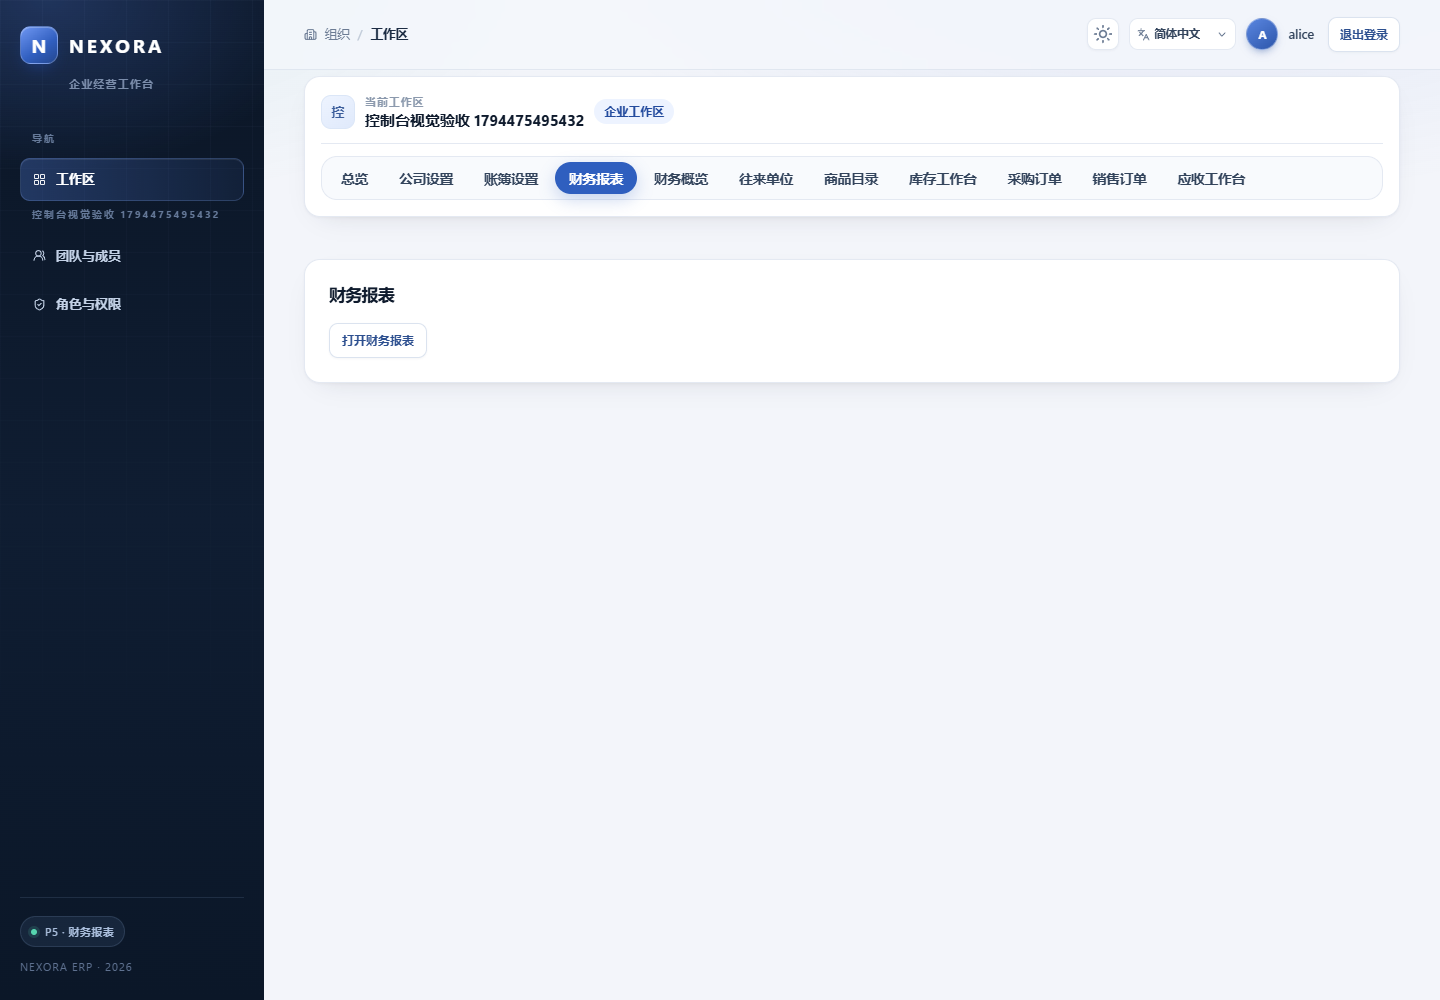 N NEXORA
企业经营工作台
导航
工作区
控制台视觉验收 1794475495432
团队与成员
角色与权限
P5 · 财务报表
NEXORA ERP · 2026
组织 / 工作区
简体中文
A alice
退出登录
控
当前工作区
控制台视觉验收 1794475495432
企业工作区
总览 公司设置 账簿设置 财务报表 财务概览 往来单位 商品目录 库存工作台 采购订单 销售订单 应收工作台
财务报表
打开财务报表